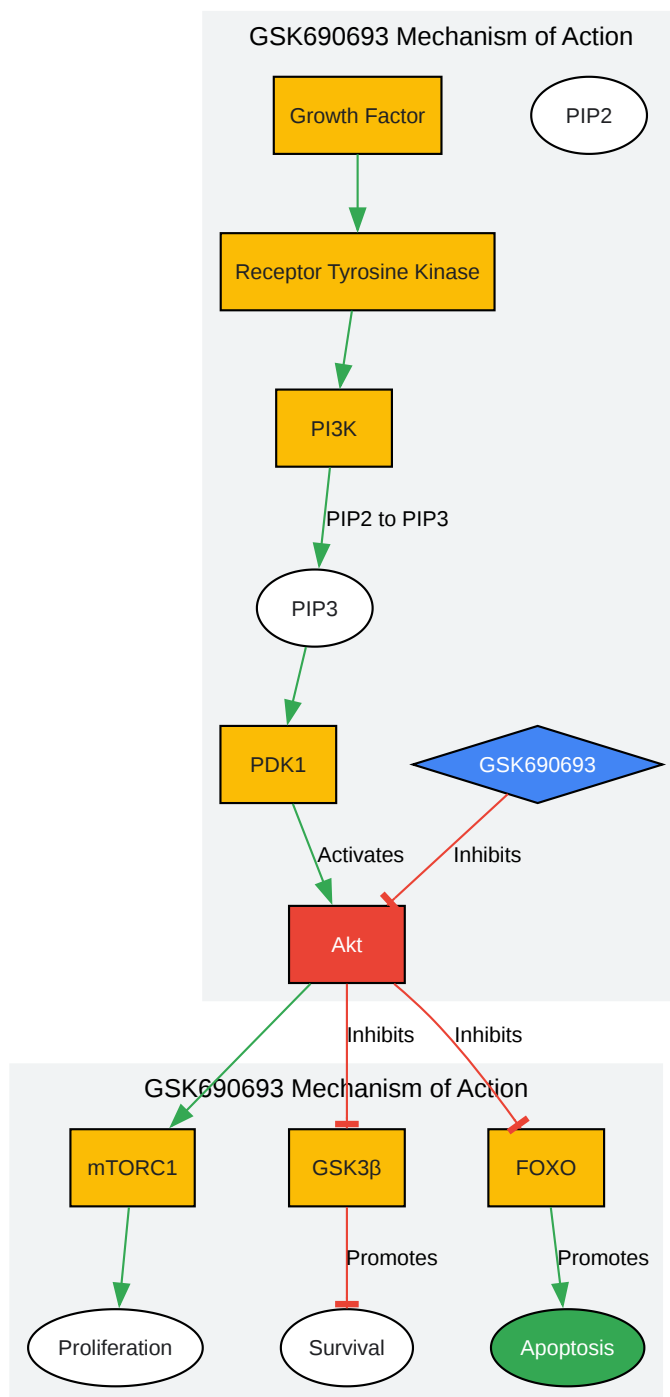 GSK690693 Mechanism of Action
Growth Factor
PIP2
Receptor Tyrosine Kinase
PI3K
PIP2 to PIP3
PIP3
PDK1
GSK690693
Activates
Inhibits
Akt
Inhibits
Inhibits
GSK690693 Mechanism of Action
mTORC1
GSK3β
FOXO
Promotes
Promotes
Proliferation
Survival
Apoptosis